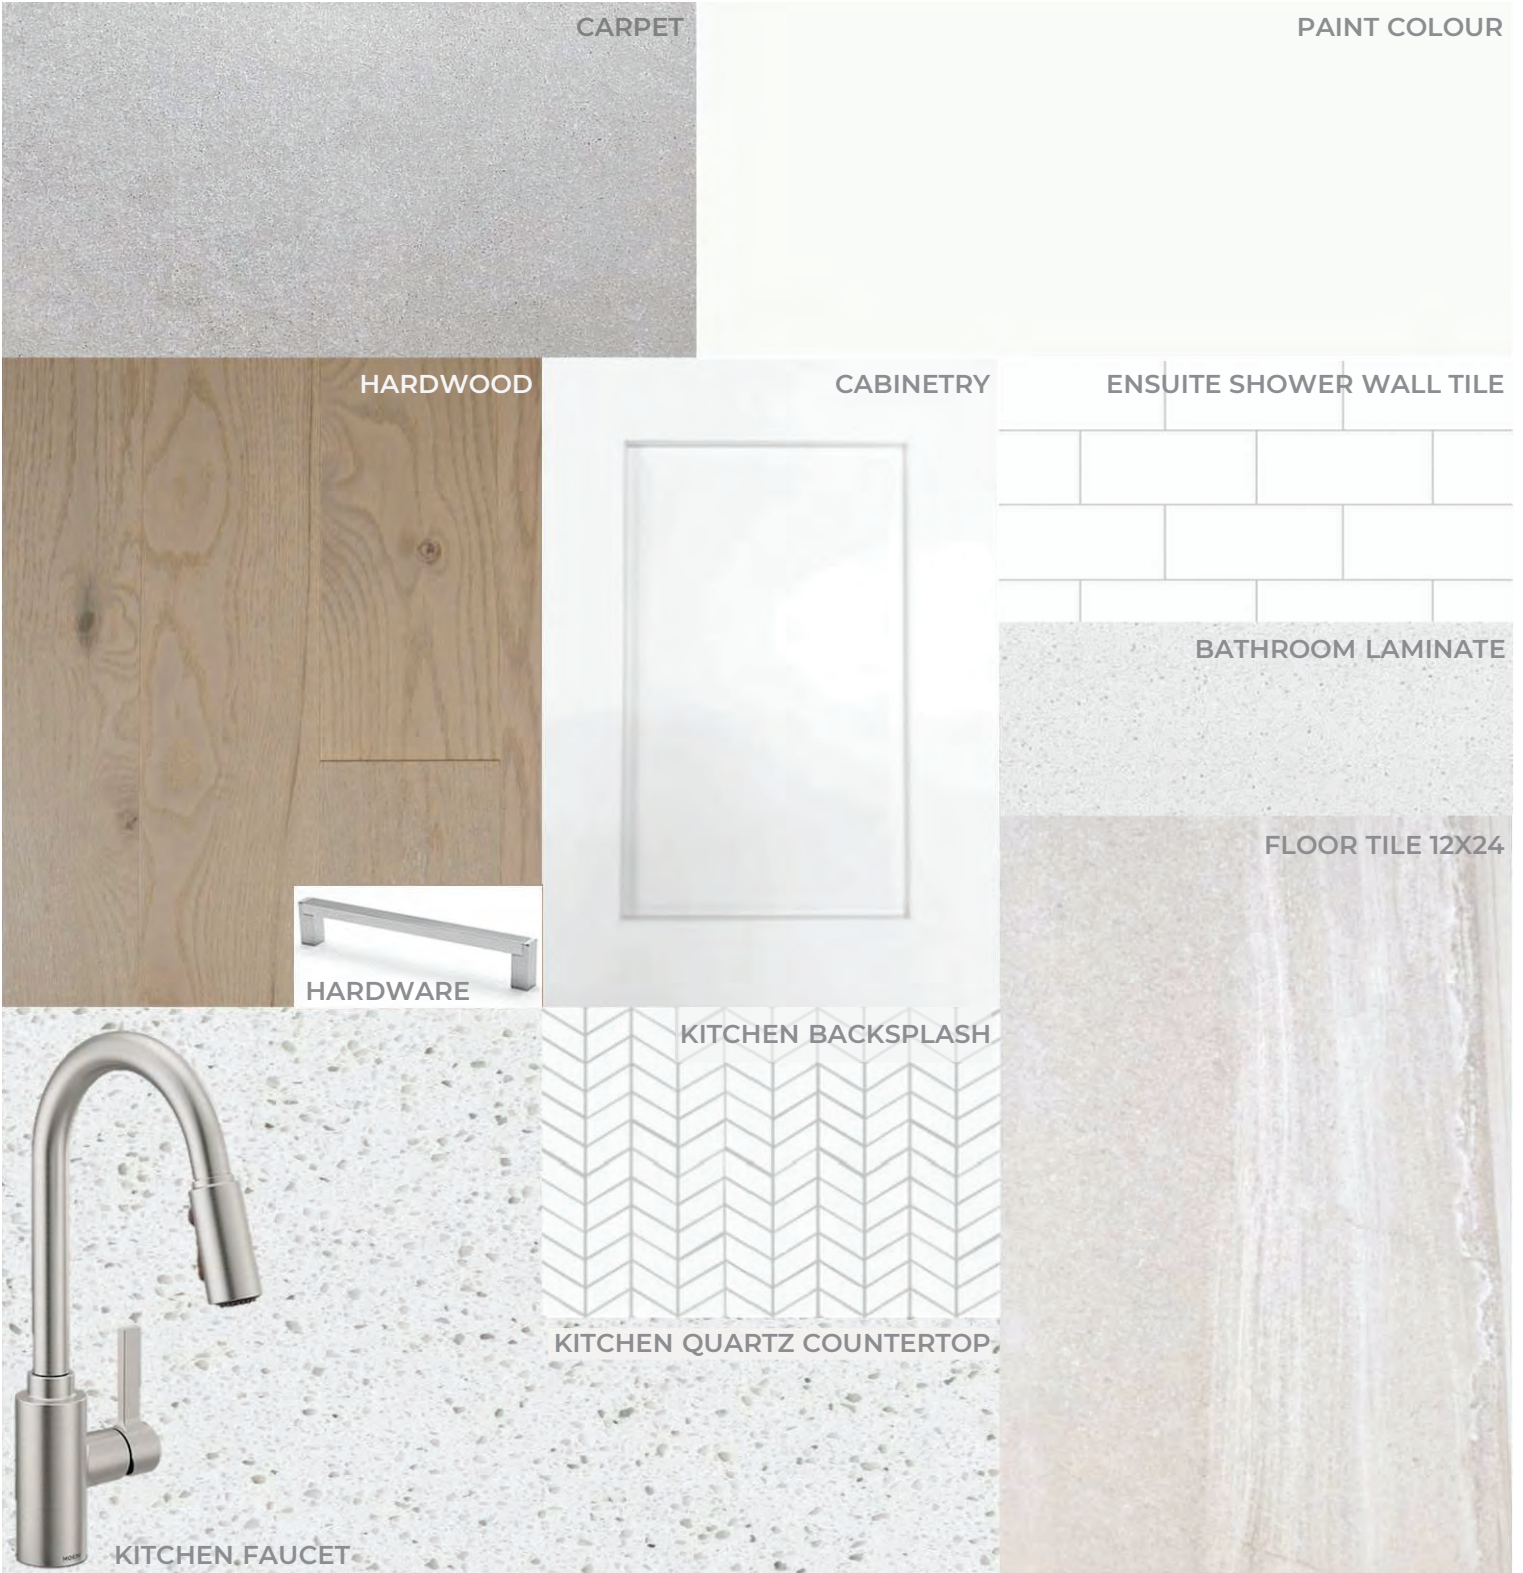 CARPET
PAINT COLOUR
HARDWOOD
CABINETRY
ENSUITE SHOWER WALL TILE
BATHROOM LAMINATE
FLOOR TILE 12X24
HARDWARE
KITCHEN BACKSPLASH
KITCHEN QUARTZ COUNTERTOP
MOEN
KITCHEN FAUCET